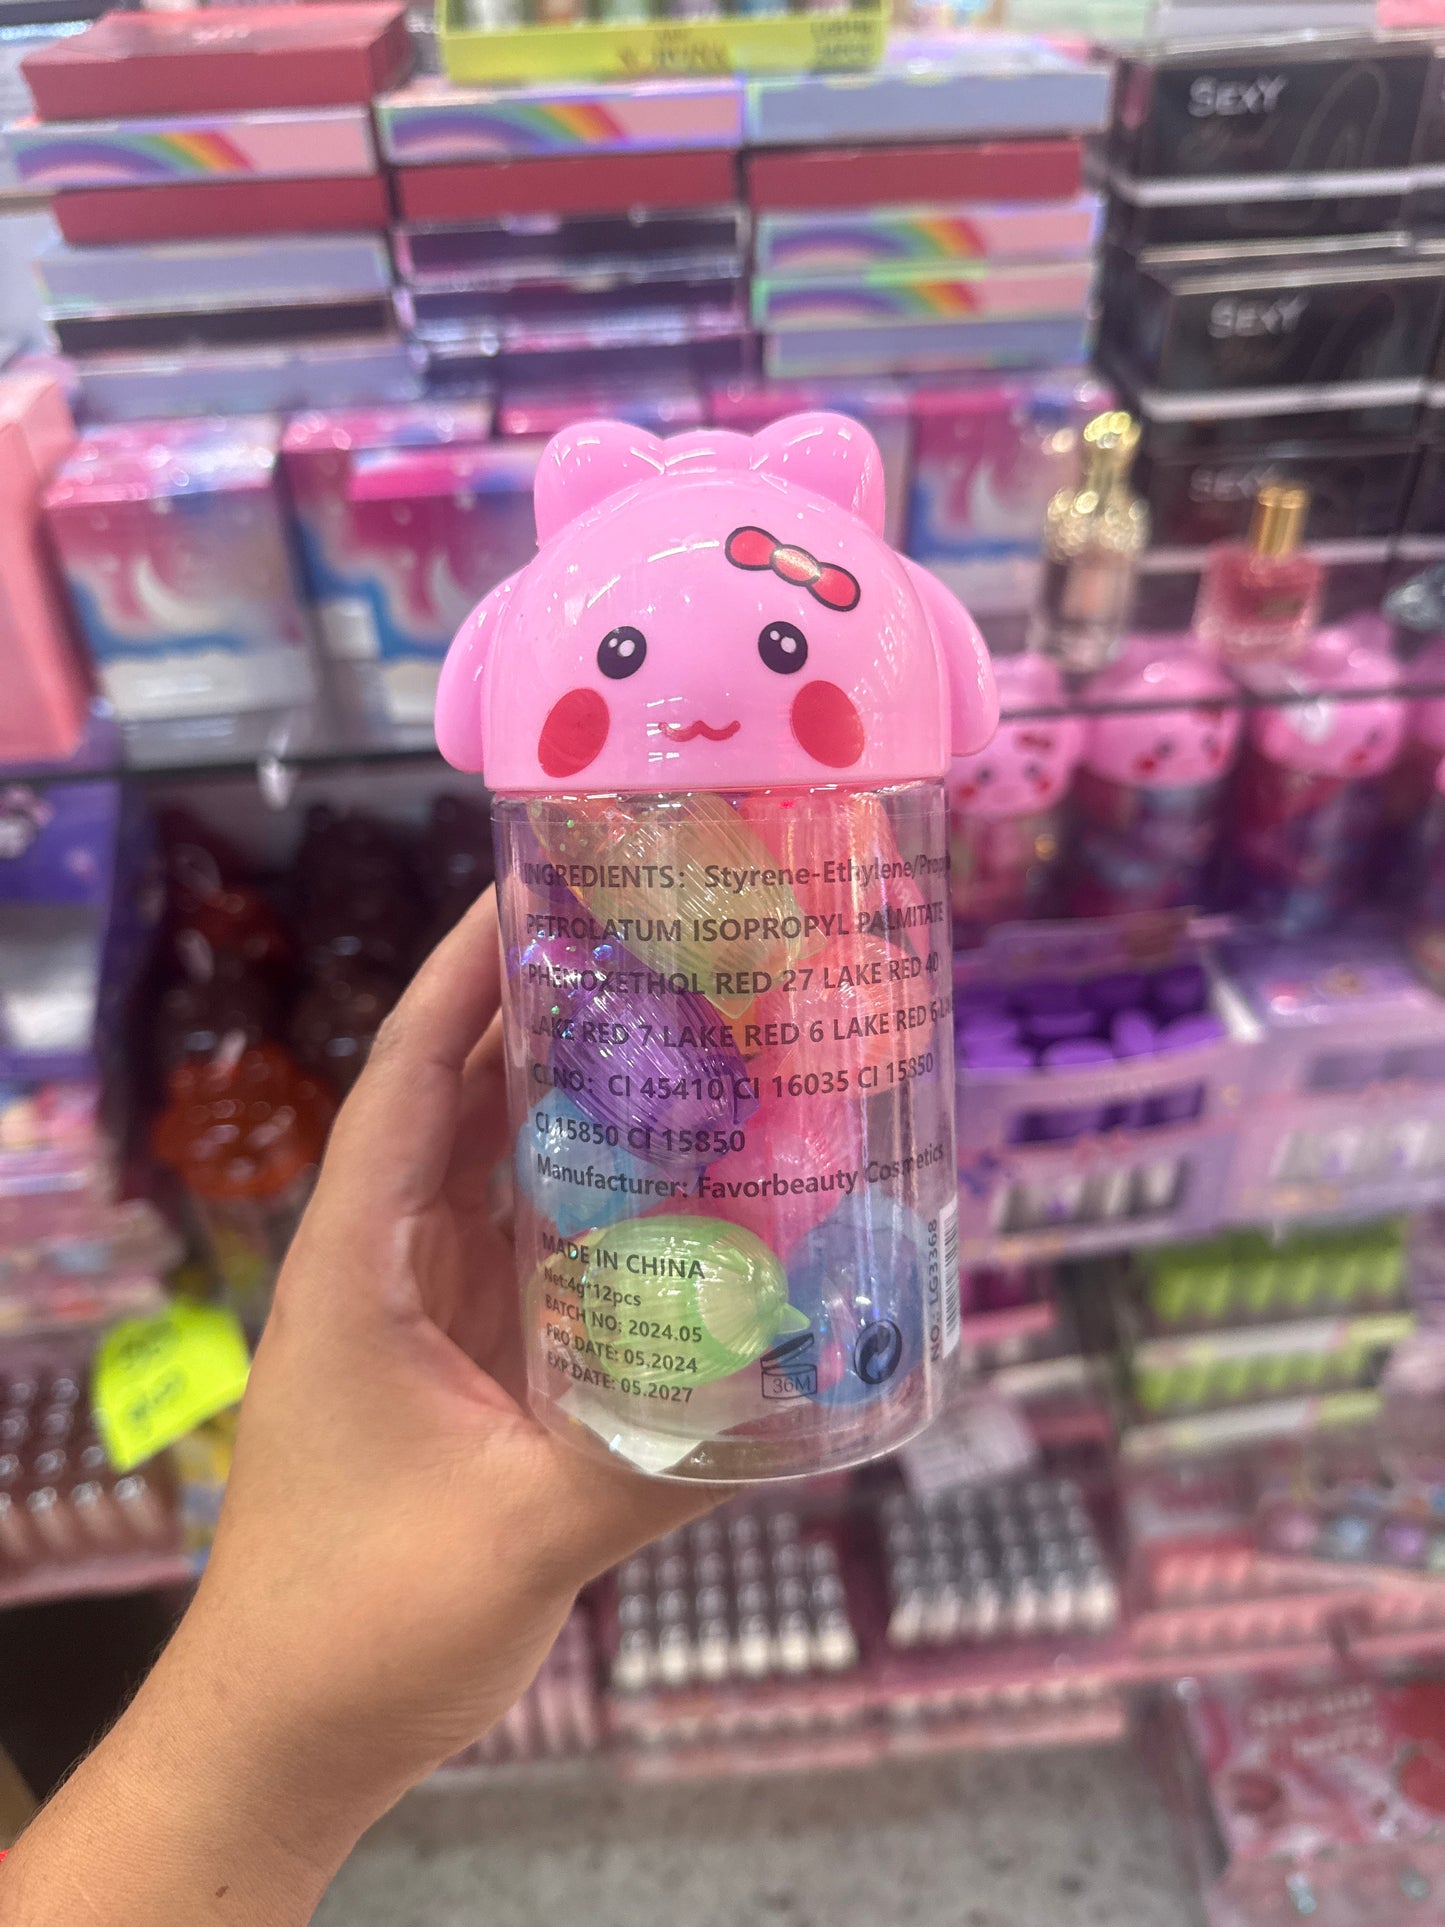 SEXY
SEXY
SEXY
INGREDIENTS: Styrene-Ethylene/Prop
PETROLATUM ISOPROPYL PALMITATE
PHENOXETHOL RED 27 LAKE RED 40
LAKE RED 7 LAKE RED 6 LAKE RED 6 LA
CI.NO: CI 45410 CI 16035 CI 15850
CI 15850 CI 15850
Manufacturer: Favorbeauty Cosmetics
MADE IN CHINA
Net:4g*12pcs
BATCH NO: 2024.05
PRO DATE: 05.2024
EXP DATE: 05.2027
36M
NO.: LG3368